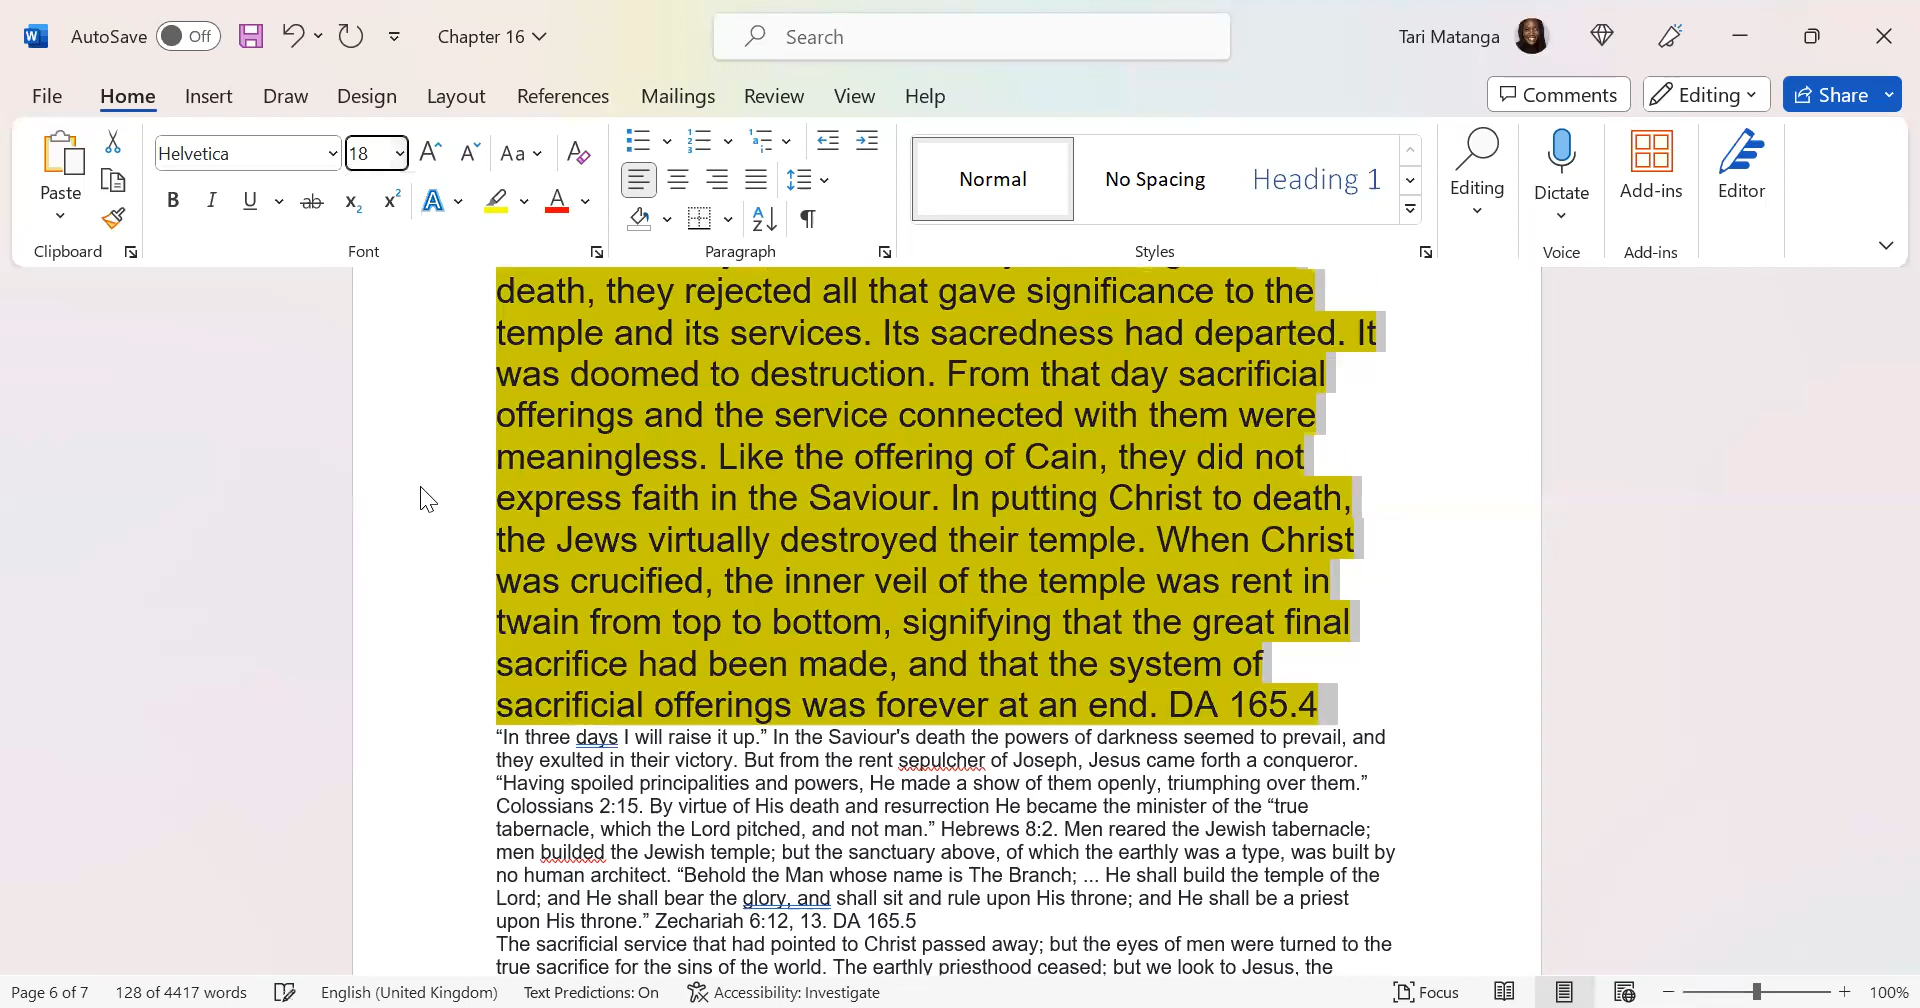 AutoSave Off Chapter 16 Search Tari Matanga
File Home Insert Draw Design Layout References Mailings Review View Help Comments Editing Share
Paste Helvetica 18 Aa Normal No Spacing Heading 1 Editing Dictate Add-ins Editor
B I U ab x2 x2 A A
Clipboard Font Paragraph Styles Voice Add-ins
death, they rejected all that gave significance to the
temple and its services. Its sacredness had departed. It
was doomed to destruction. From that day sacrificial
offerings and the service connected with them were
meaningless. Like the offering of Cain, they did not
express faith in the Saviour. In putting Christ to death,
the Jews virtually destroyed their temple. When Christ
was crucified, the inner veil of the temple was rent in
twain from top to bottom, signifying that the great final
sacrifice had been made, and that the system of
sacrificial offerings was forever at an end. DA 165.4
“In three days I will raise it up.” In the Saviour's death the powers of darkness seemed to prevail, and
they exulted in their victory. But from the rent sepulcher of Joseph, Jesus came forth a conqueror.
“Having spoiled principalities and powers, He made a show of them openly, triumphing over them.”
Colossians 2:15. By virtue of His death and resurrection He became the minister of the “true
tabernacle, which the Lord pitched, and not man.” Hebrews 8:2. Men reared the Jewish tabernacle;
men builded the Jewish temple; but the sanctuary above, of which the earthly was a type, was built by
no human architect. “Behold the Man whose name is The Branch; ... He shall build the temple of the
Lord; and He shall bear the glory, and shall sit and rule upon His throne; and He shall be a priest
upon His throne.” Zechariah 6:12, 13. DA 165.5
The sacrificial service that had pointed to Christ passed away; but the eyes of men were turned to the
true sacrifice for the sins of the world. The earthly priesthood ceased; but we look to Jesus, the
Page 6 of 7 128 of 4417 words English (United Kingdom) Text Predictions: On Accessibility: Investigate Focus 100%